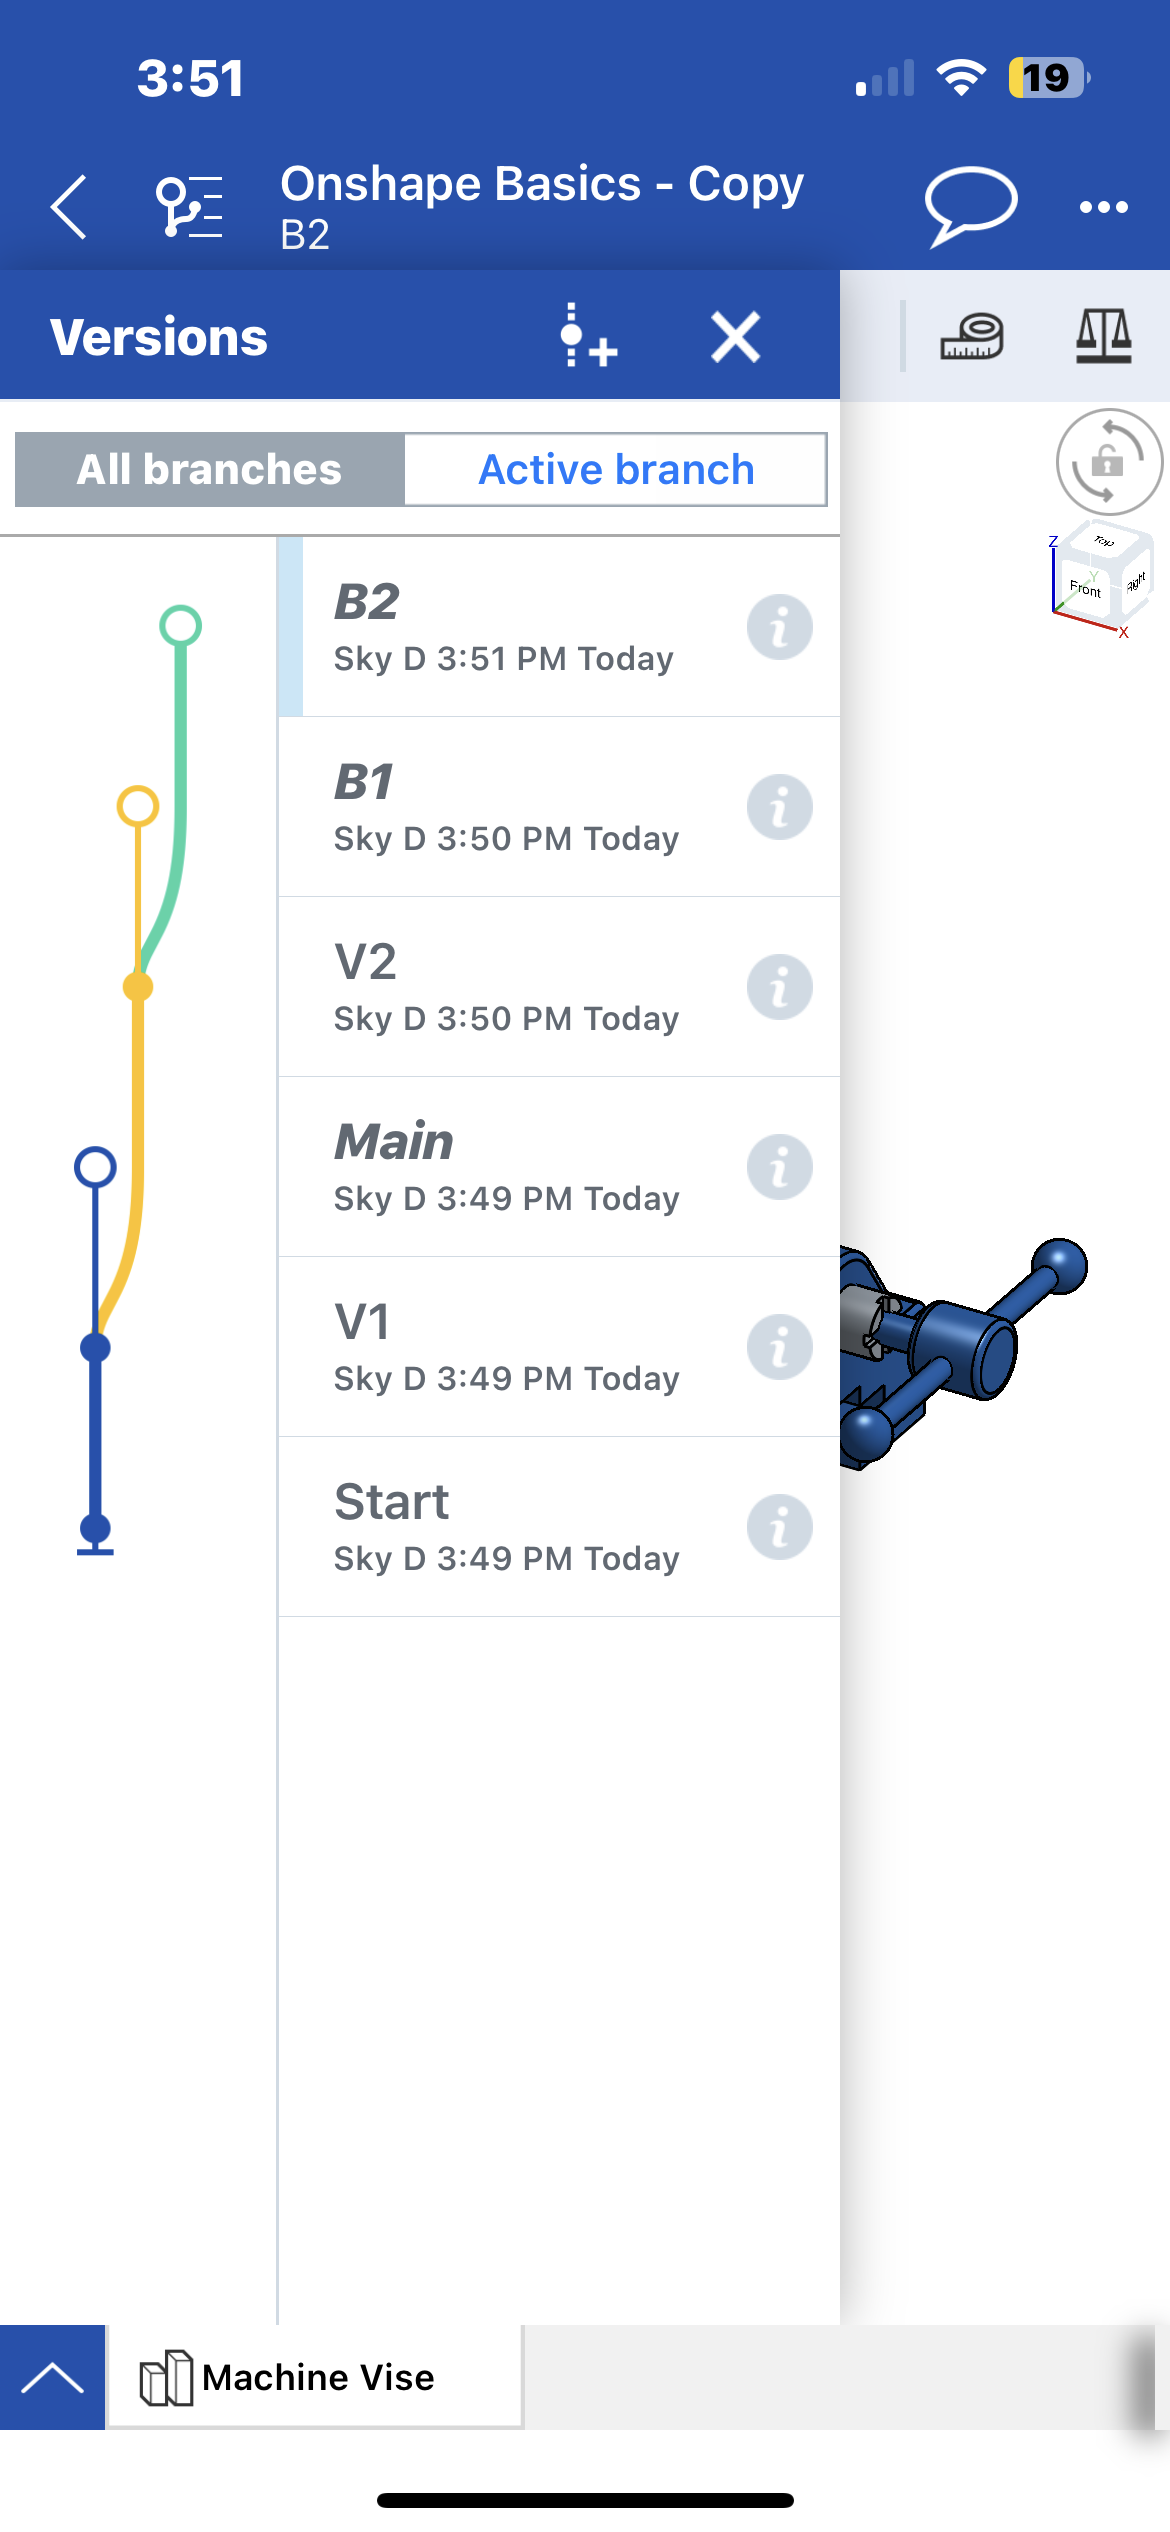 3:51
19
Onshape Basics - Copy
B2
Versions
All branches
Active branch
B2
Sky D 3:51 PM Today
B1
Sky D 3:50 PM Today
V2
Sky D 3:50 PM Today
Main
Sky D 3:49 PM Today
V1
Sky D 3:49 PM Today
Start
Sky D 3:49 PM Today
Z
Top
Y
Front
Right
X
Machine Vise